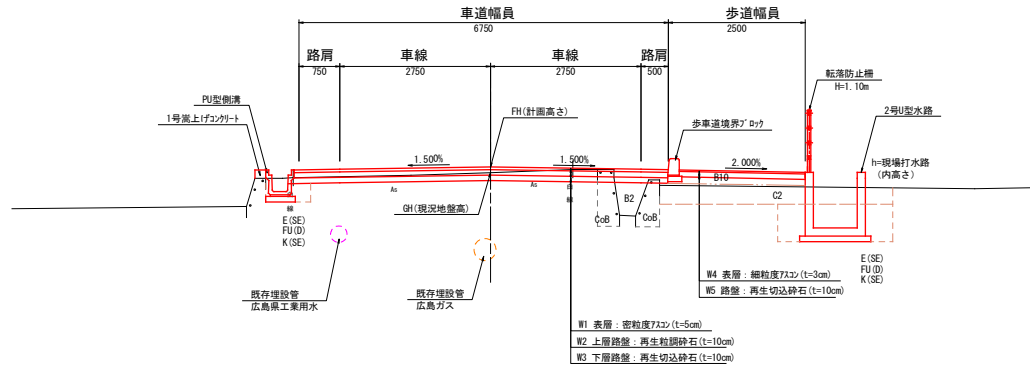 車道幅員
6750
歩道幅員
2500
路肩
750
車線
2750
車線
2750
路肩
500
転落防止柵
H=1.10m
PU型側溝
1号嵩上げコンクリート
FH(計画高さ)
歩車道境界ブロック
2号U型水路
h=現場打水路
(内高さ)
1.500%
1.500%
2.000%
B10
As
As
B2
C2
GH(現況地盤高)
CoB
CoB
E(SE)
FU(D)
K(SE)
E(SE)
FU(D)
K(SE)
既存埋設管
広島県工業用水
既存埋設管
広島ガス
W4 表層：細粒度アスコン(t=3cm)
W5 路盤：再生切込砕石(t=10cm)
W1 表層：密粒度アスコン(t=5cm)
W2 上層路盤：再生粒調砕石(t=10cm)
W3 下層路盤：再生切込砕石(t=10cm)